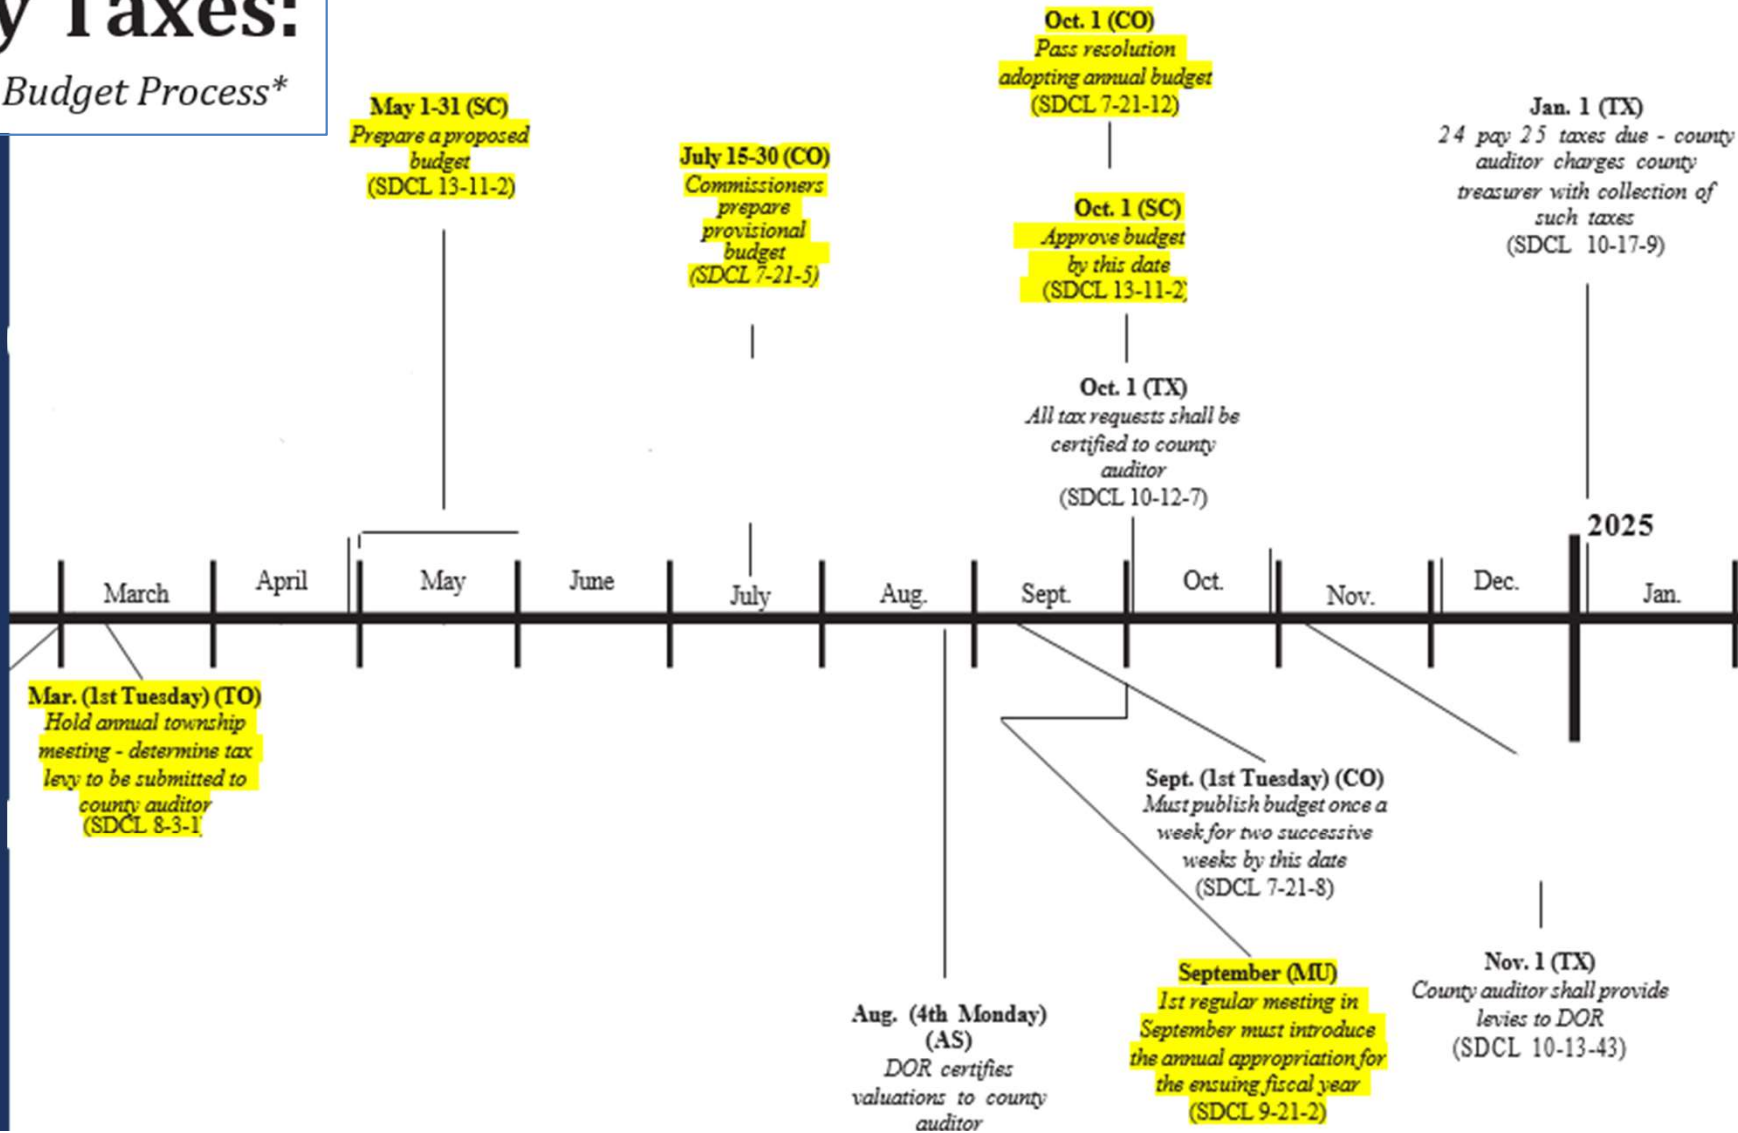 Taxes:
Budget Process*
May 1-31 (SC)
Prepare a proposed
budget
(SDCL 13-11-2)
July 15-30 (CO)
Commissioners
prepare
provisional
budget
(SDCL 7-21-5)
Oct. 1 (CO)
Pass resolution
adopting annual budget
(SDCL 7-21-12)
Oct. 1 (SC)
Approve budget
by this date
(SDCL 13-11-2)
Oct. 1 (TX)
All tax requests shall be
certified to county
auditor
(SDCL 10-12-7)
Jan. 1 (TX)
24 pay 25 taxes due - county
auditor charges county
treasurer with collection of
such taxes
(SDCL 10-17-9)
2025
March
April
May
June
July
Aug.
Sept.
Oct.
Nov.
Dec.
Jan.
Mar. (1st Tuesday) (TO)
Hold annual township
meeting - determine tax
levy to be submitted to
county auditor
(SDCL 8-3-1
Aug. (4th Monday)
(AS)
DOR certifies
valuations to county
auditor
Sept. (1st Tuesday) (CO)
Must publish budget once a
week for two successive
weeks by this date
(SDCL 7-21-8)
September (MU)
1st regular meeting in
September must introduce
the annual appropriation for
the ensuing fiscal year
(SDCL 9-21-2)
Nov. 1 (TX)
County auditor shall provide
levies to DOR
(SDCL 10-13-43)